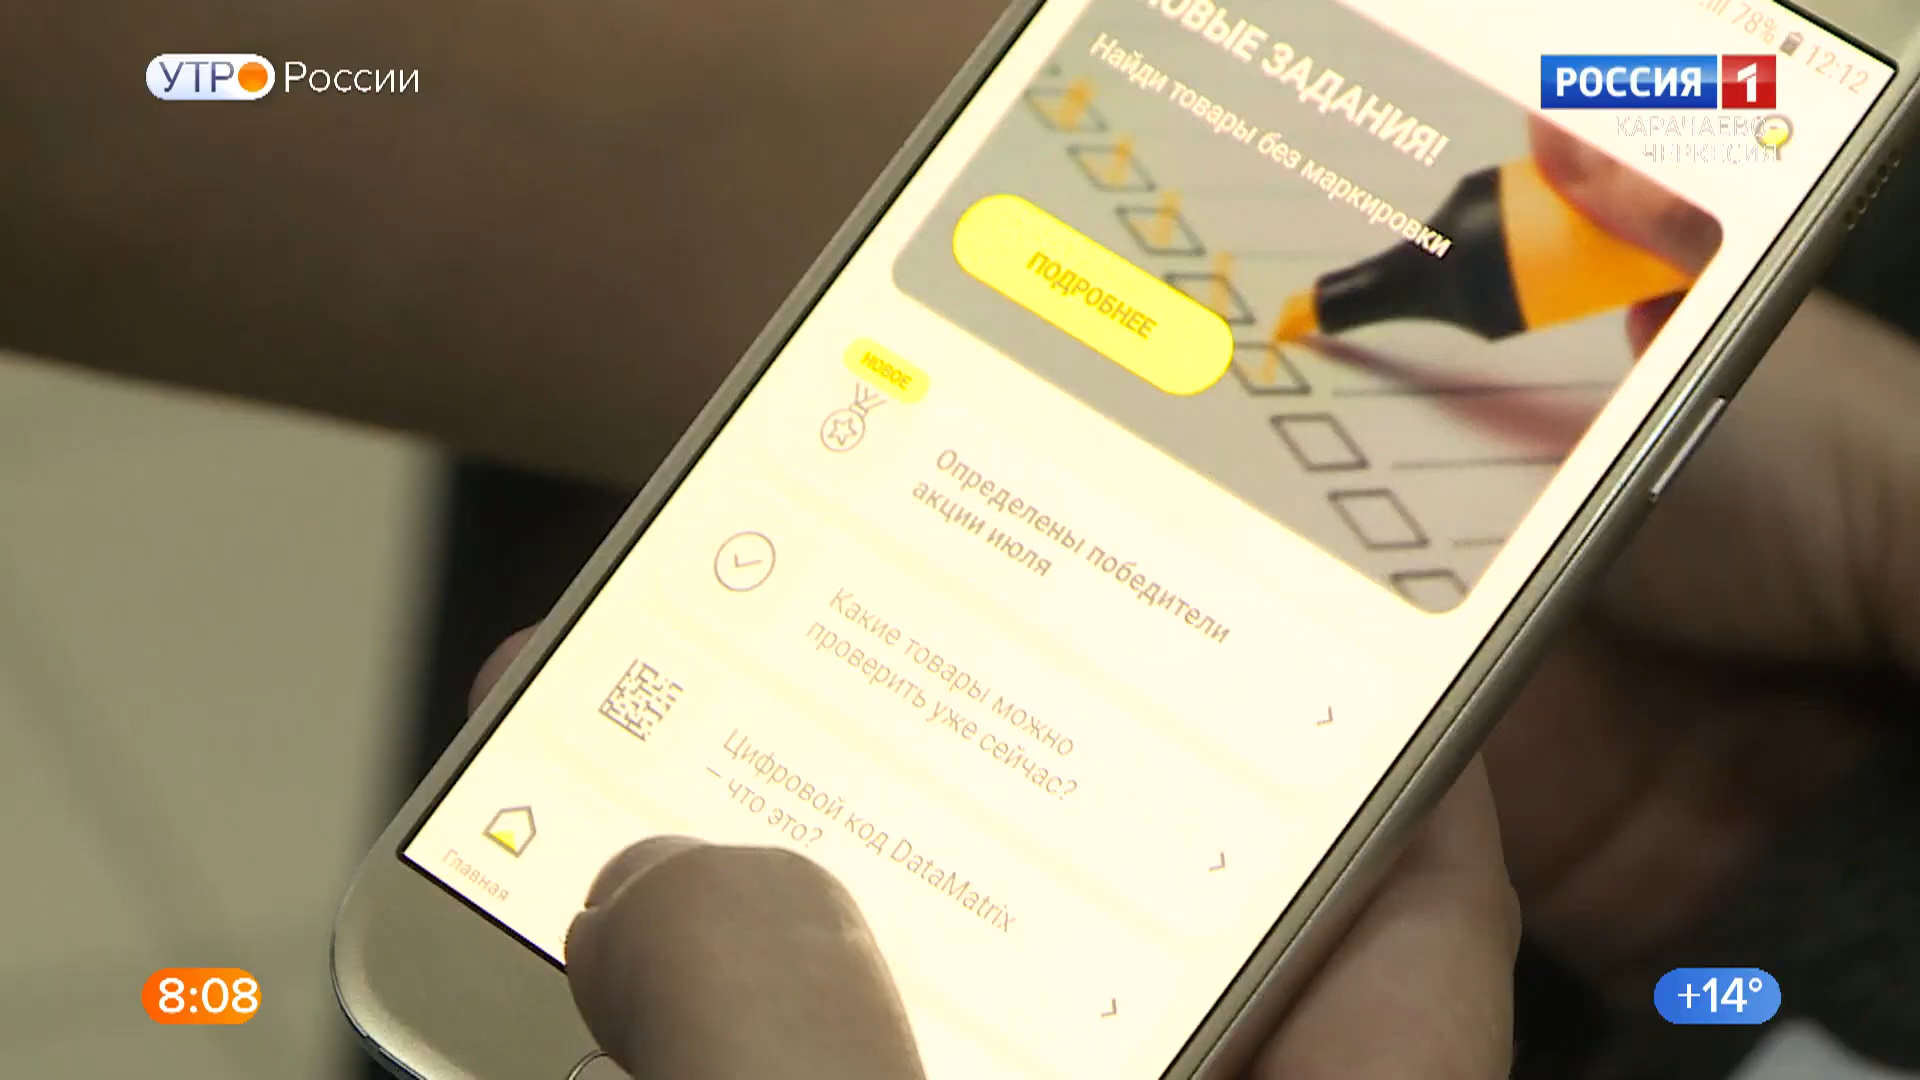 УТРО России
РОССИЯ 1
КАРАЧАЕВО-
ЧЕРКЕСИЯ
78% 12:12
НОВЫЕ ЗАДАНИЯ!
Найди товары без маркировки
ПОДРОБНЕЕ
НОВОЕ
Определены победители
акции июля
Какие товары можно
проверить уже сейчас?
Цифровой код DataMatrix
– что это?
Главная
8:08
+14°